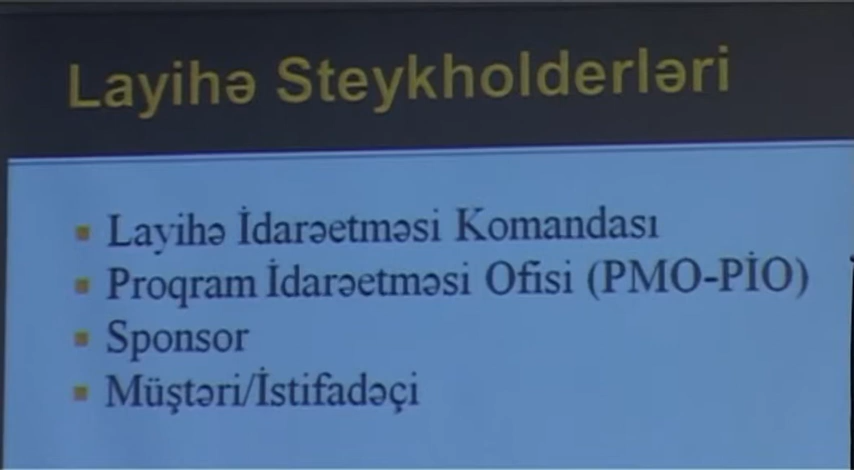 Layihə Steykholderləri
Layihə İdarəetməsi Komandası
Proqram İdarəetməsi Ofisi (PMO-PİO)
Sponsor
Müştəri/İstifadəçi